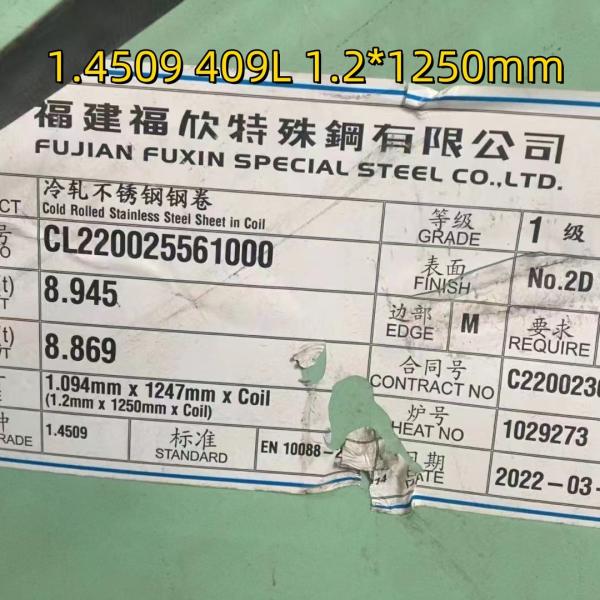 1.4509 409L 1.2*1250mm
福建福欣特殊鋼有限公司
FUJIAN FUXIN SPECIAL STEEL CO.,LTD.
冷轧不锈钢钢卷
Cold Rolled Stainless Steel Sheet in Coil
等级 1 级
GRADE
CL220025561000
表面 No.2D
FINISH
8.945
边部 M 要求
EDGE REQUIRE
8.869
合同号
CONTRACT NO
1.094mm x 1247mm x Coil
(1.2mm x 1250mm x Coil)
炉号 1029273
HEAT NO
1.4509 标准 EN 10088-
STANDARD
日期 2022-03-